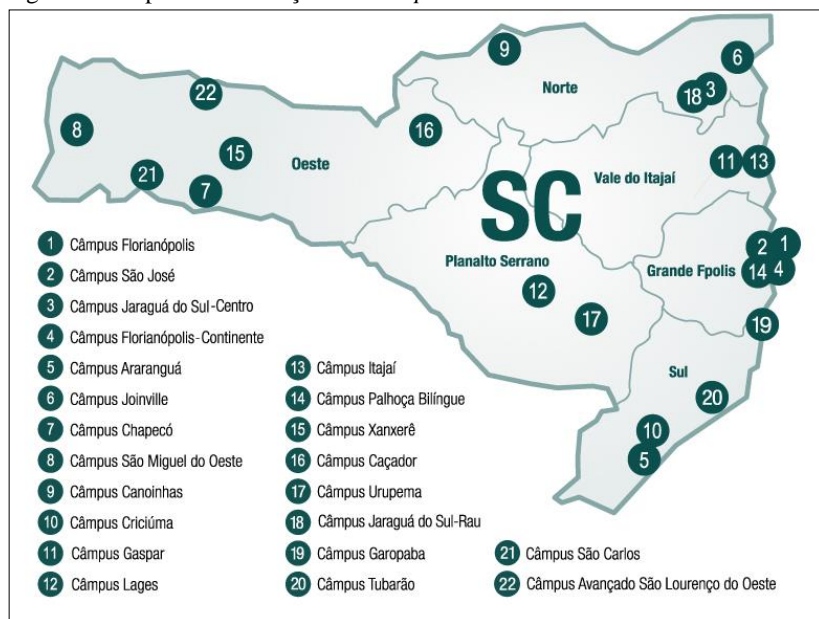 9
6
Norte
22
18
3
8
16
15
Oeste
11
13
Vale do Itajaí
21
7
SC
1
2
Planalto Serrano
Grande Fpolis
14
4
12
17
19
Sul
20
10
5
1 Câmpus Florianópolis
2 Câmpus São José
3 Câmpus Jaraguá do Sul-Centro
4 Câmpus Florianópolis-Continente
5 Câmpus Araranguá
6 Câmpus Joinville
7 Câmpus Chapecó
8 Câmpus São Miguel do Oeste
9 Câmpus Canoinhas
10 Câmpus Criciúma
11 Câmpus Gaspar
12 Câmpus Lages
13 Câmpus Itajaí
14 Câmpus Palhoça Bilíngue
15 Câmpus Xanxerê
16 Câmpus Caçador
17 Câmpus Urupema
18 Câmpus Jaraguá do Sul-Rau
19 Câmpus Garopaba
20 Câmpus Tubarão
21 Câmpus São Carlos
22 Câmpus Avançado São Lourenço do Oeste